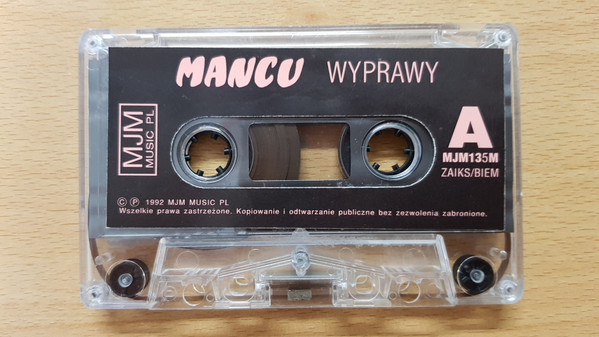 MANCU WYPRAWY
MJM
MUSIC PL
A
MJM135M
ZAIKS/BIEM
© ℗ 1992 MJM MUSIC PL
Wszelkie prawa zastrzeżone. Kopiowanie i odtwarzanie publiczne bez zezwolenia zabronione.